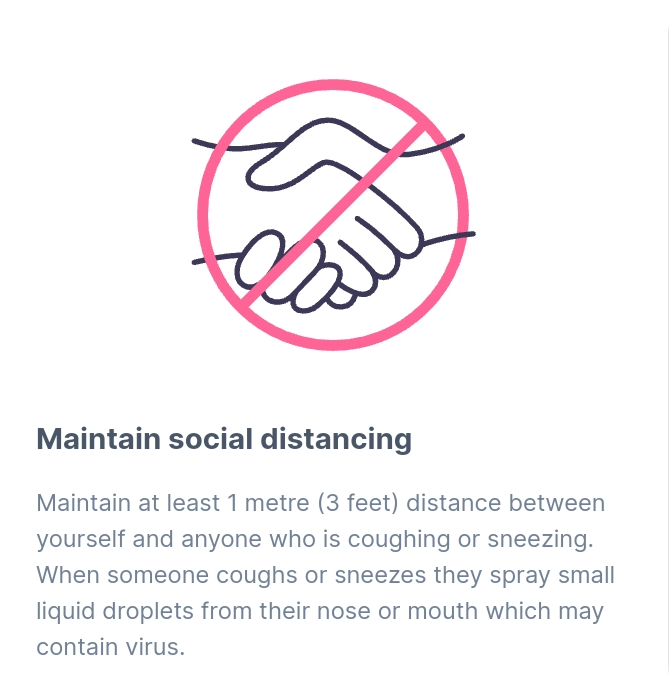 Maintain social distancing
Maintain at least 1 metre (3 feet) distance between
yourself and anyone who is coughing or sneezing.
When someone coughs or sneezes they spray small
liquid droplets from their nose or mouth which may
contain virus.